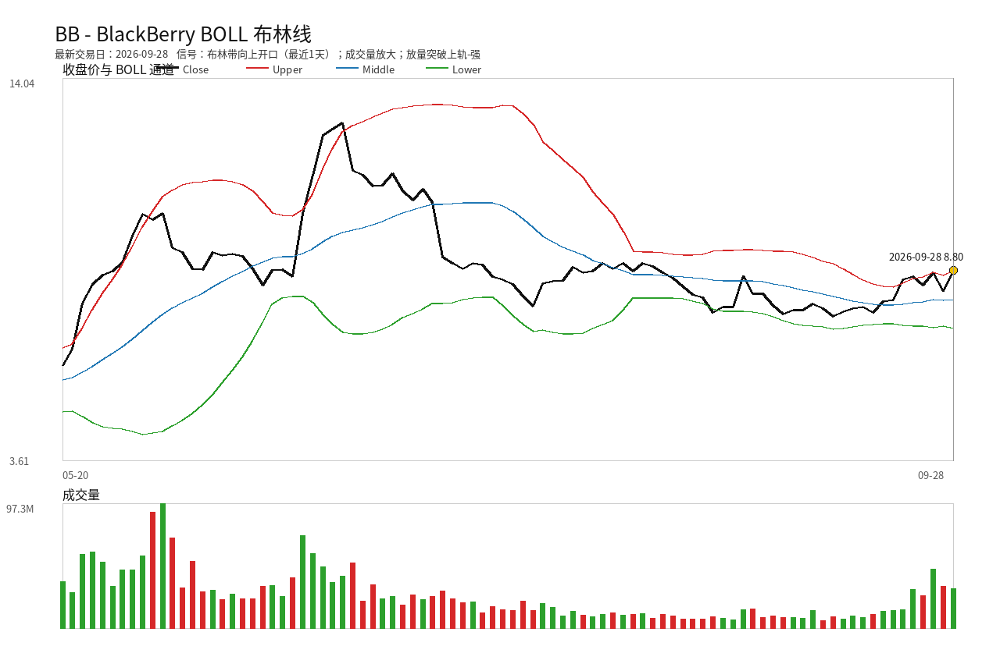 BB - BlackBerry BOLL 布林线
最新交易日：2026-09-28   信号：布林带向上开口（最近1天）；成交量放大；放量突破上轨-强
收盘价与 BOLL 通道 Close Upper Middle Lower
14.04
2026-09-28 8.80
3.61
05-20 09-28
成交量
97.3M